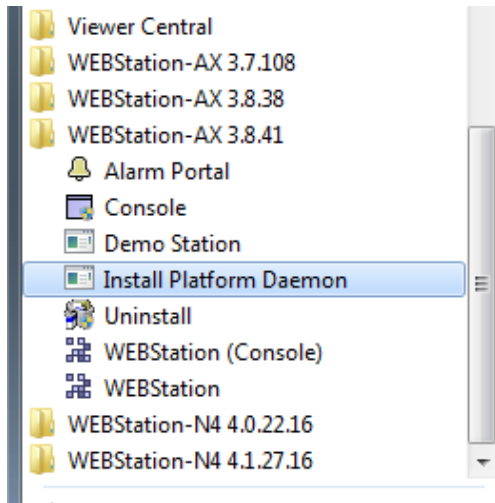 Viewer Central
WEBStation-AX 3.7.108
WEBStation-AX 3.8.38
WEBStation-AX 3.8.41
Alarm Portal
Console
Demo Station
Install Platform Daemon
Uninstall
WEBStation (Console)
WEBStation
WEBStation-N4 4.0.22.16
WEBStation-N4 4.1.27.16